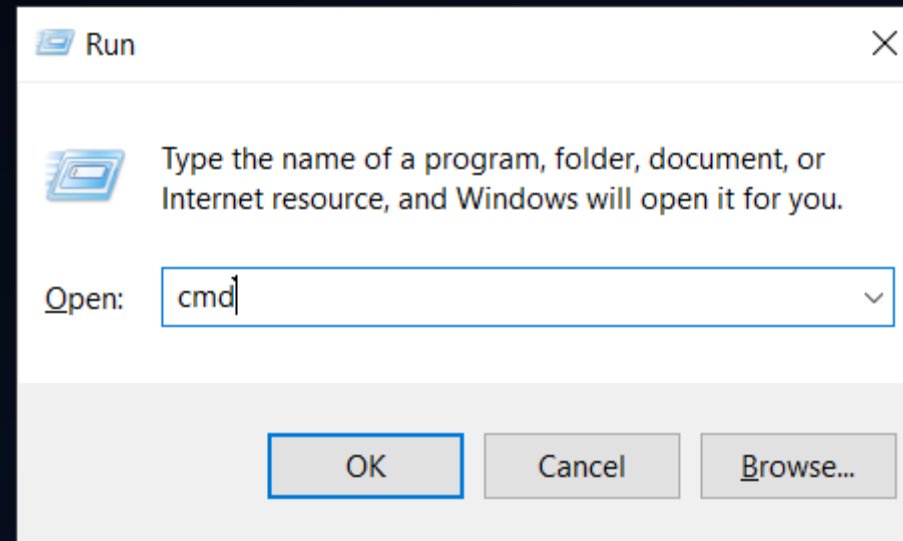 Run
Type the name of a program, folder, document, or
Internet resource, and Windows will open it for you.
Open: cmd
OK Cancel Browse...